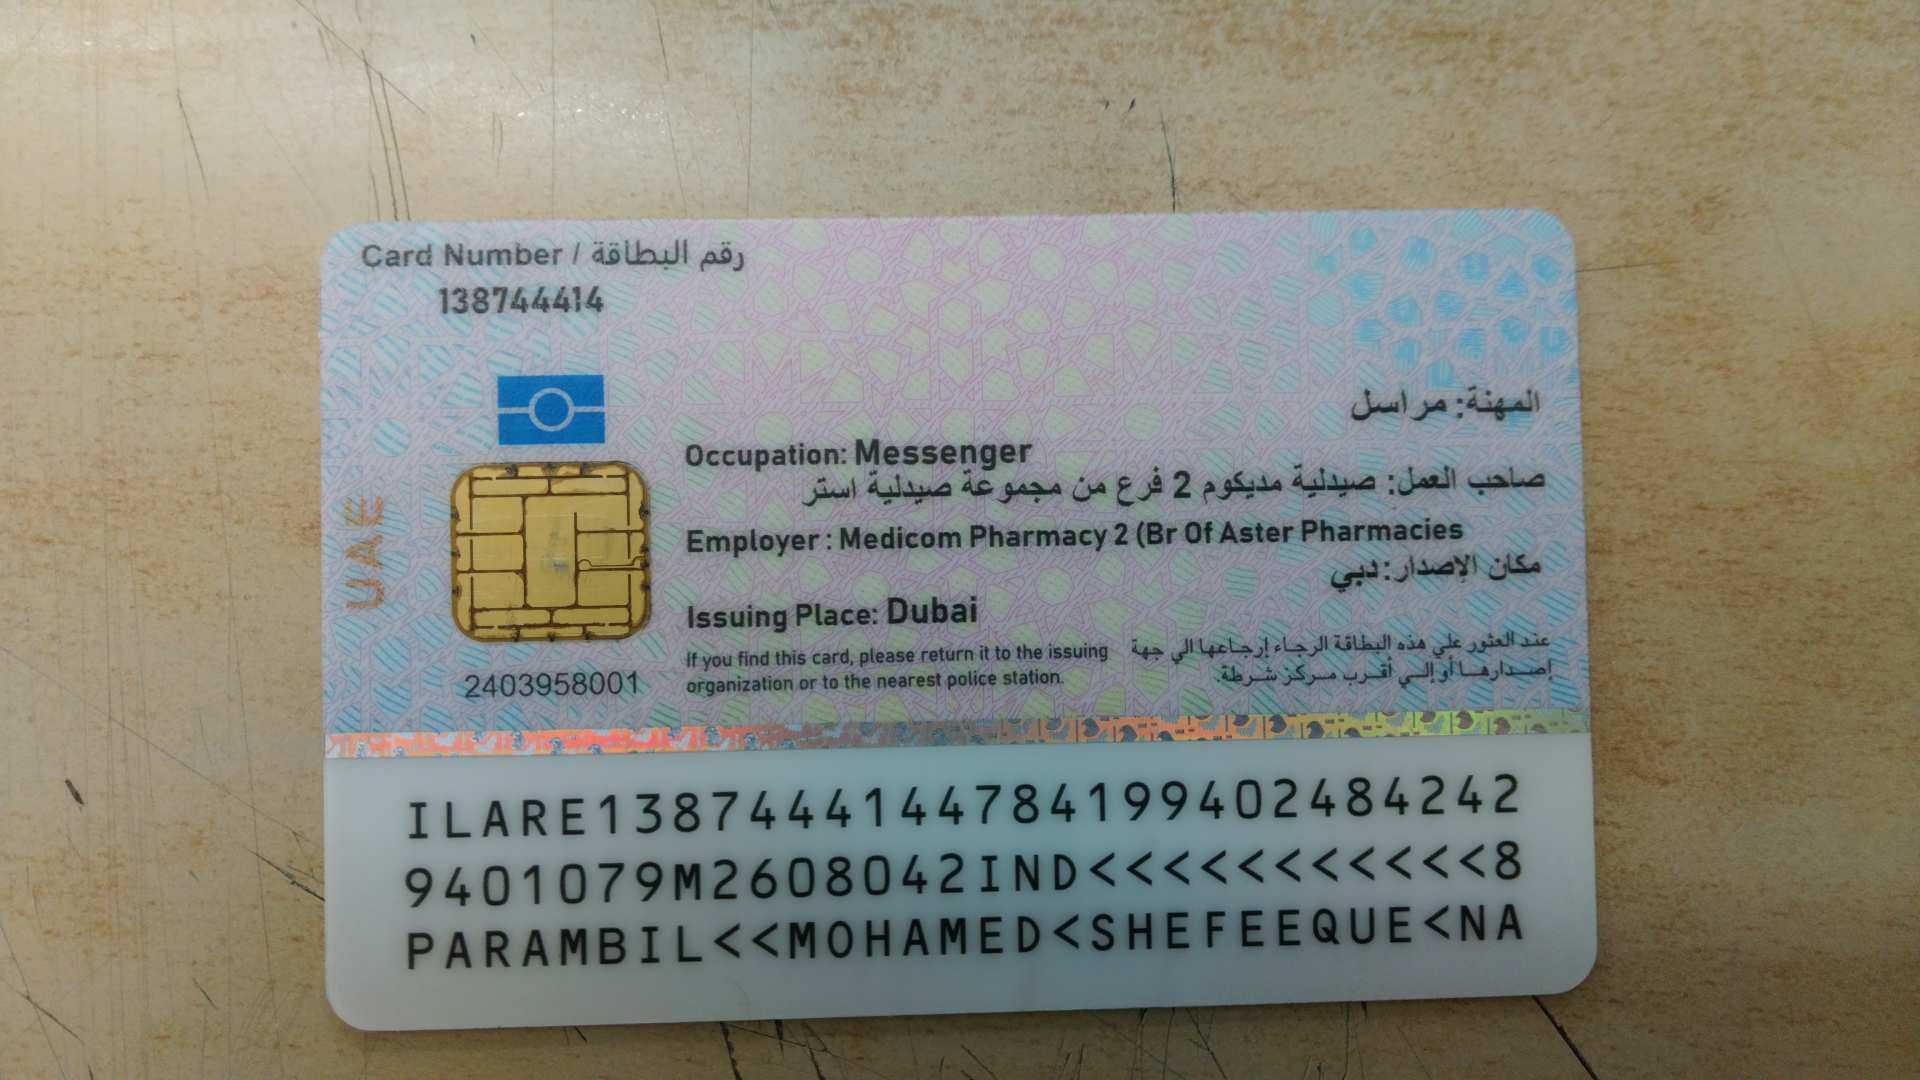 Card Number / رقم البطاقة
138744414
المهنة: مراسل
Occupation: Messenger
صاحب العمل: صيدلية مديكوم 2 فرع من مجموعة صيدلية استر
Employer : Medicom Pharmacy 2 (Br Of Aster Pharmacies
مكان الإصدار: دبي
Issuing Place: Dubai
UAE
2403958001
If you find this card, please return it to the issuing
organization or to the nearest police station.
عند العثور علي هذه البطاقة الرجاء إرجاعها الي جهة
إصدارها أو إلي أقرب مركز شرطة.
ILARE1387444144784199402484242
9401079M2608042IND<<<<<<<<<<<8
PARAMBIL<<MOHAMED<SHEFEEQUE<NA